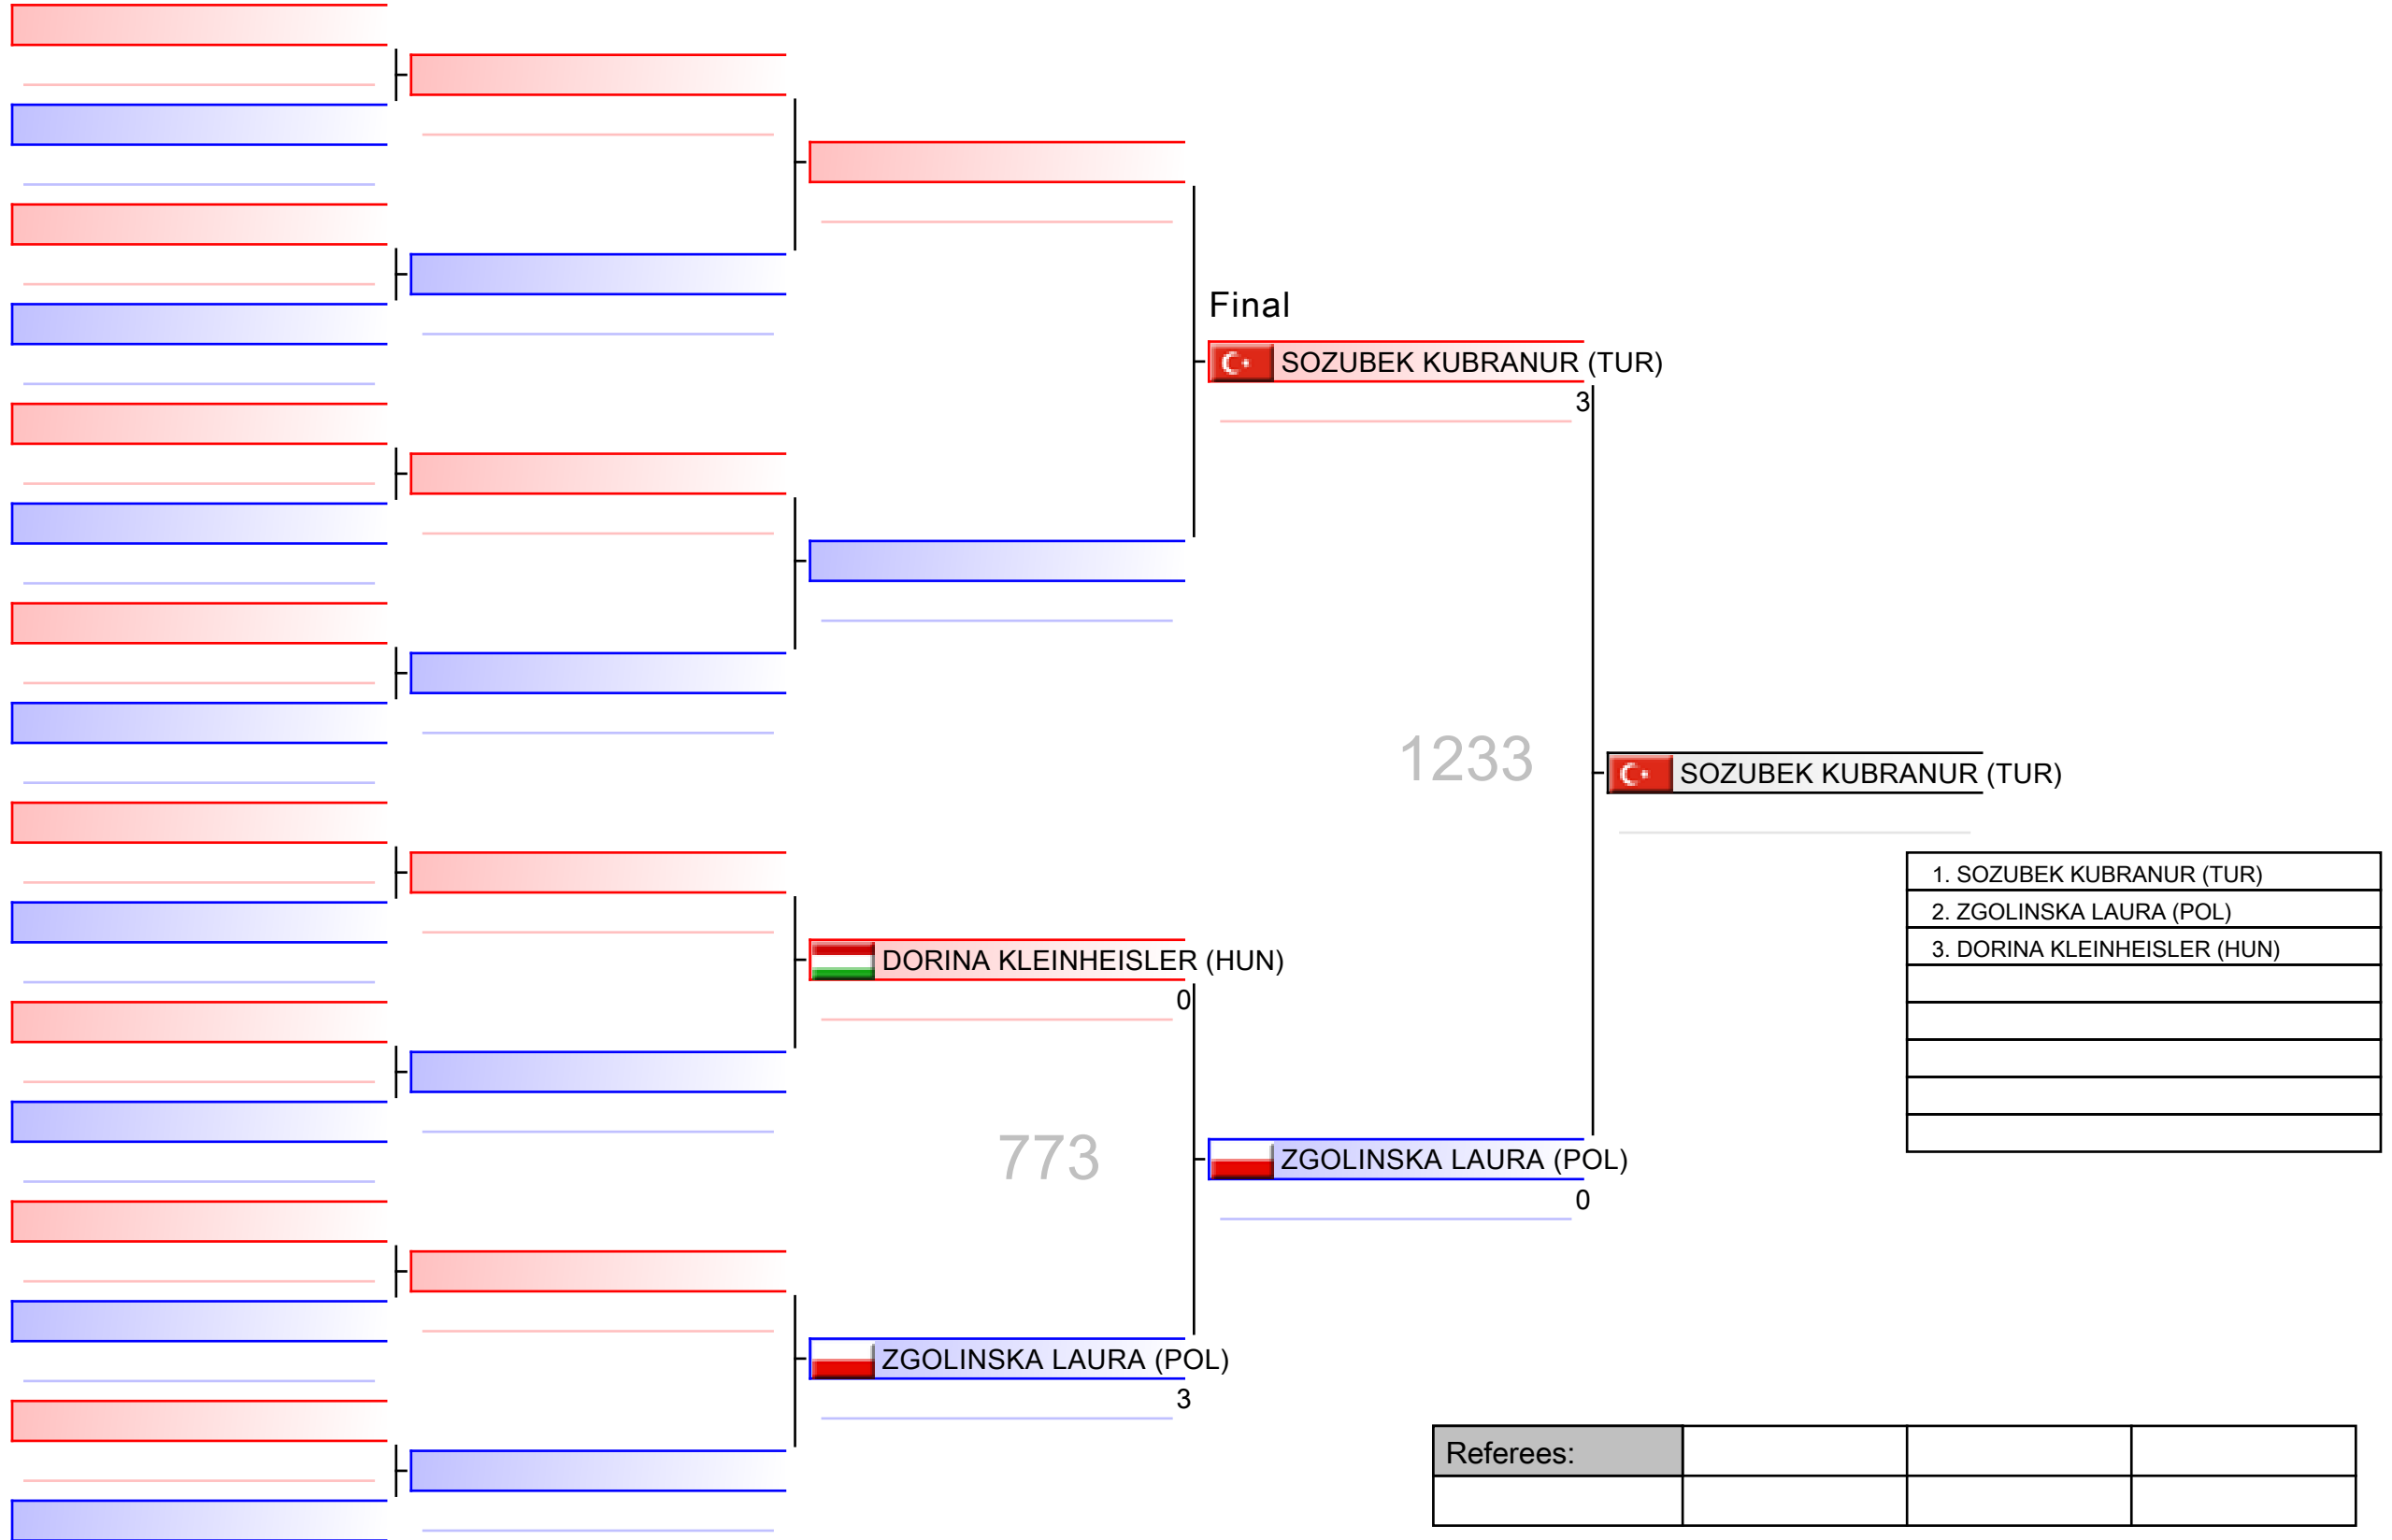 Final
SOZUBEK KUBRANUR (TUR)
3
1233
SOZUBEK KUBRANUR (TUR)
1. SOZUBEK KUBRANUR (TUR)
2. ZGOLINSKA LAURA (POL)
3. DORINA KLEINHEISLER (HUN)
DORINA KLEINHEISLER (HUN)
0
773
ZGOLINSKA LAURA (POL)
0
ZGOLINSKA LAURA (POL)
3
Referees: